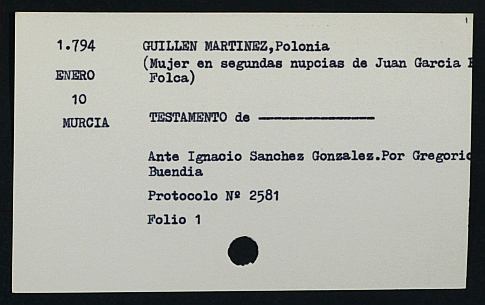 1
1.794
GUILLEN MARTINEZ,Polonia
(Mujer en segundas nupcias de Juan Garcia
Folca)
ENERO
10
MURCIA
TESTAMENTO de ----------------
Ante Ignacio Sanchez Gonzalez.Por Gregorio
Buendia
Protocolo Nº 2581
Folio 1